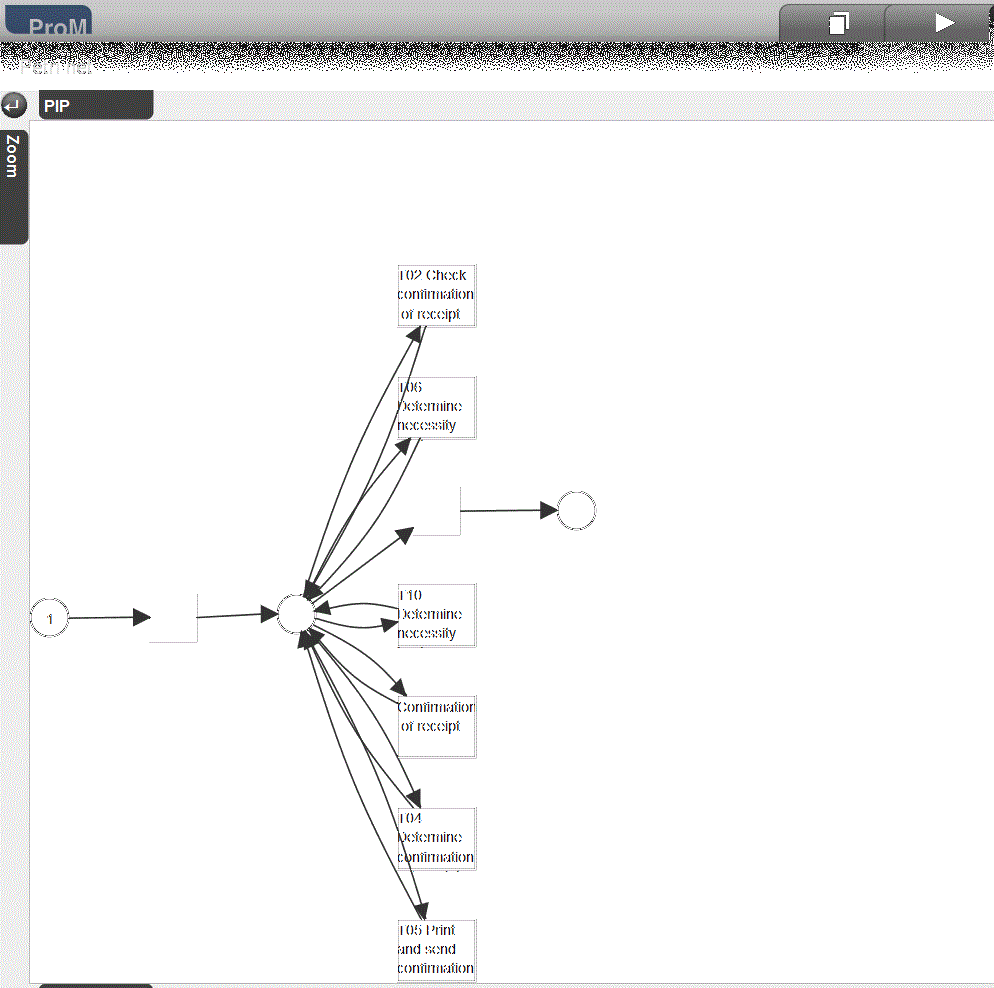 ProM
PIP
Zoom
T02 Check
confirmation
of receipt
T06
Determine
necessity
1
T10
Determine
necessity
Confirmation
of receipt
T04
Determine
confirmation
T05 Print
and send
confirmation